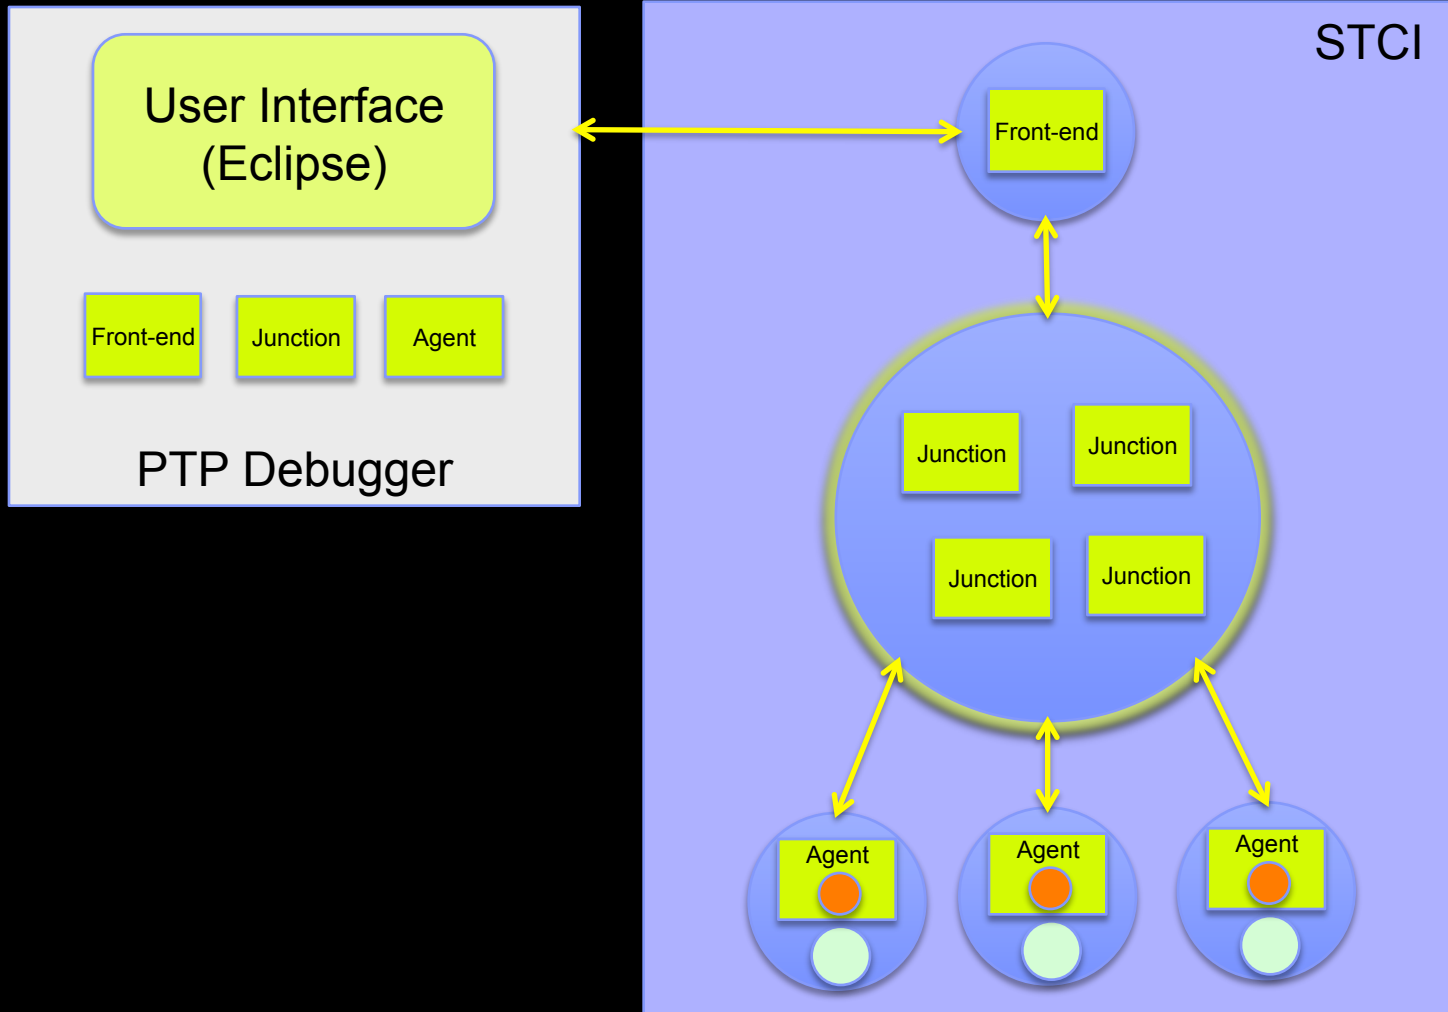 User Interface
(Eclipse)
Front-end
Junction
Agent
PTP Debugger
STCI
Front-end
Junction
Junction
Junction
Junction
Agent
Agent
Agent